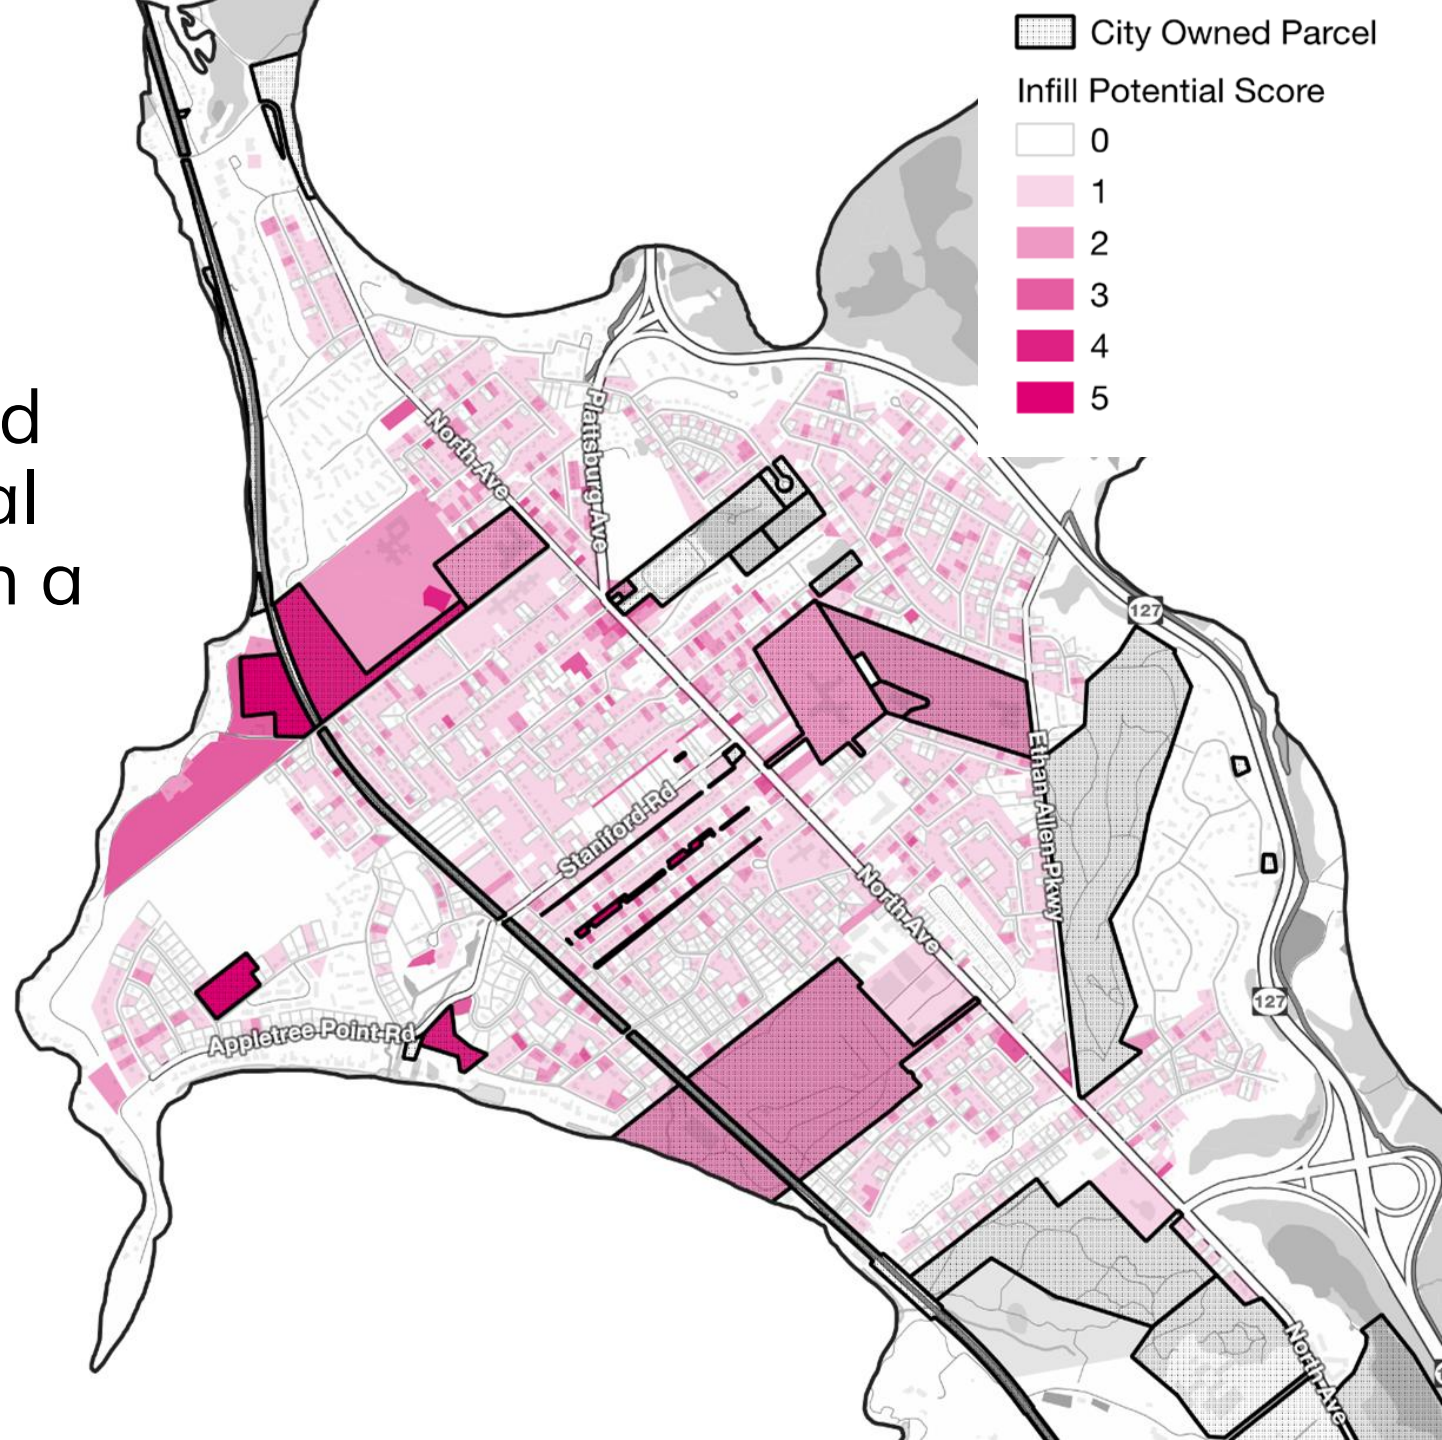 City Owned Parcel
Infill Potential Score
0
1
2
3
4
5
d
al
n a
North Ave
Plattsburg Ave
127
Ethan Allen Pkwy
Staniford Rd
North Ave
127
Appletree Point Rd
North Ave